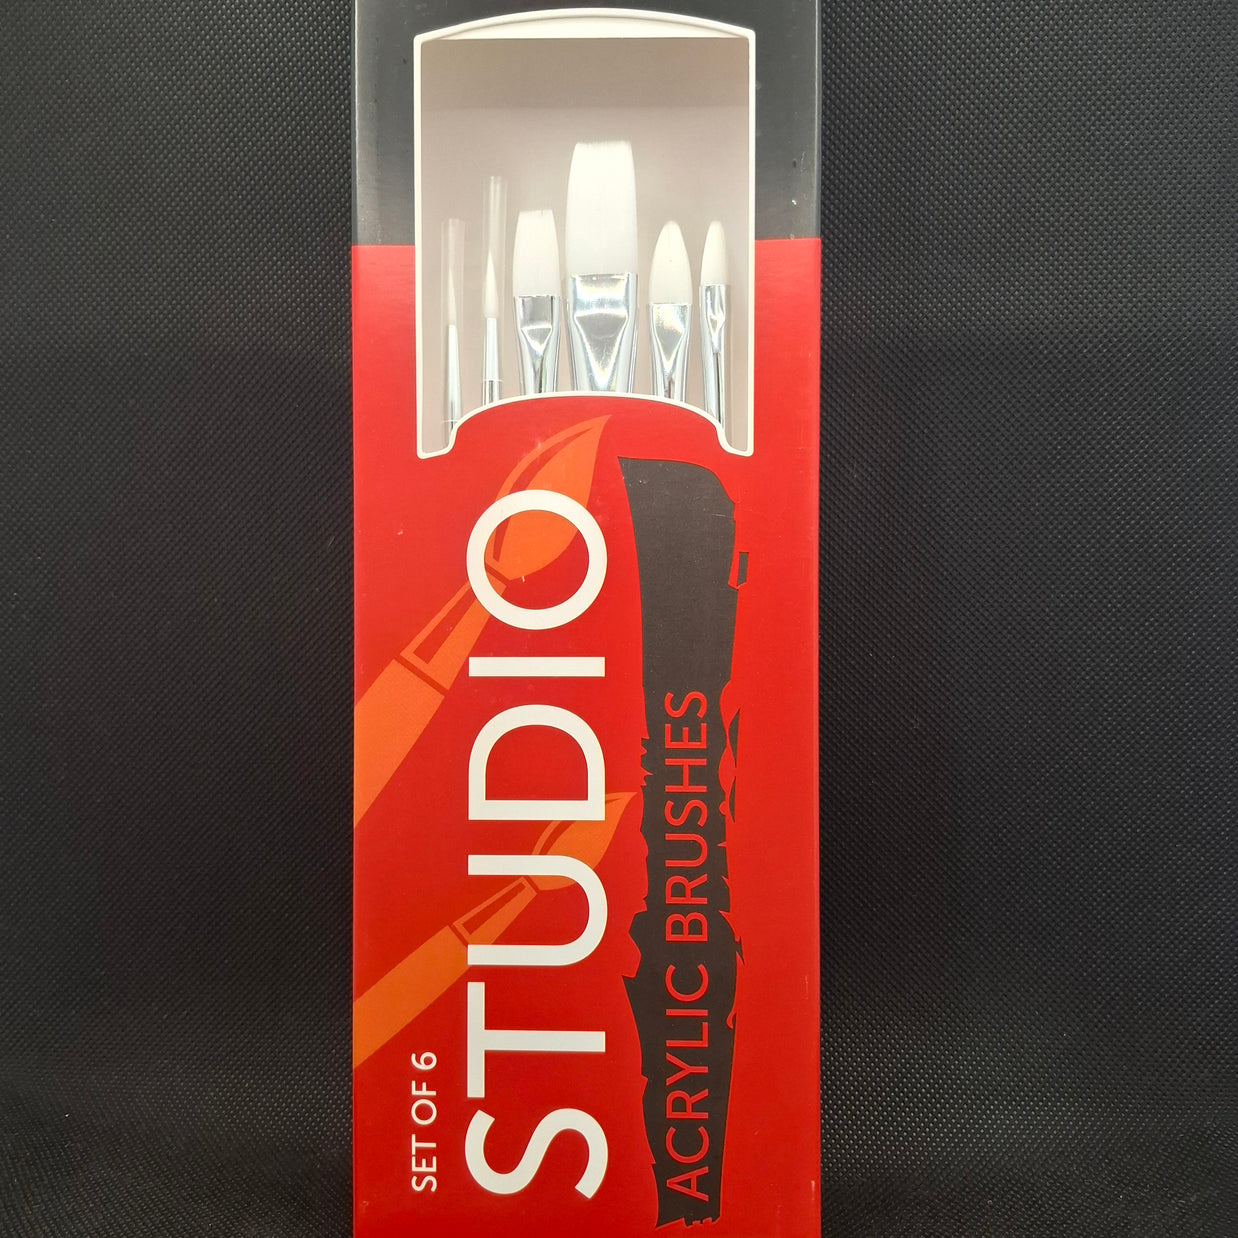 SET OF 6
STUDIO
ACRYLIC BRUSHES